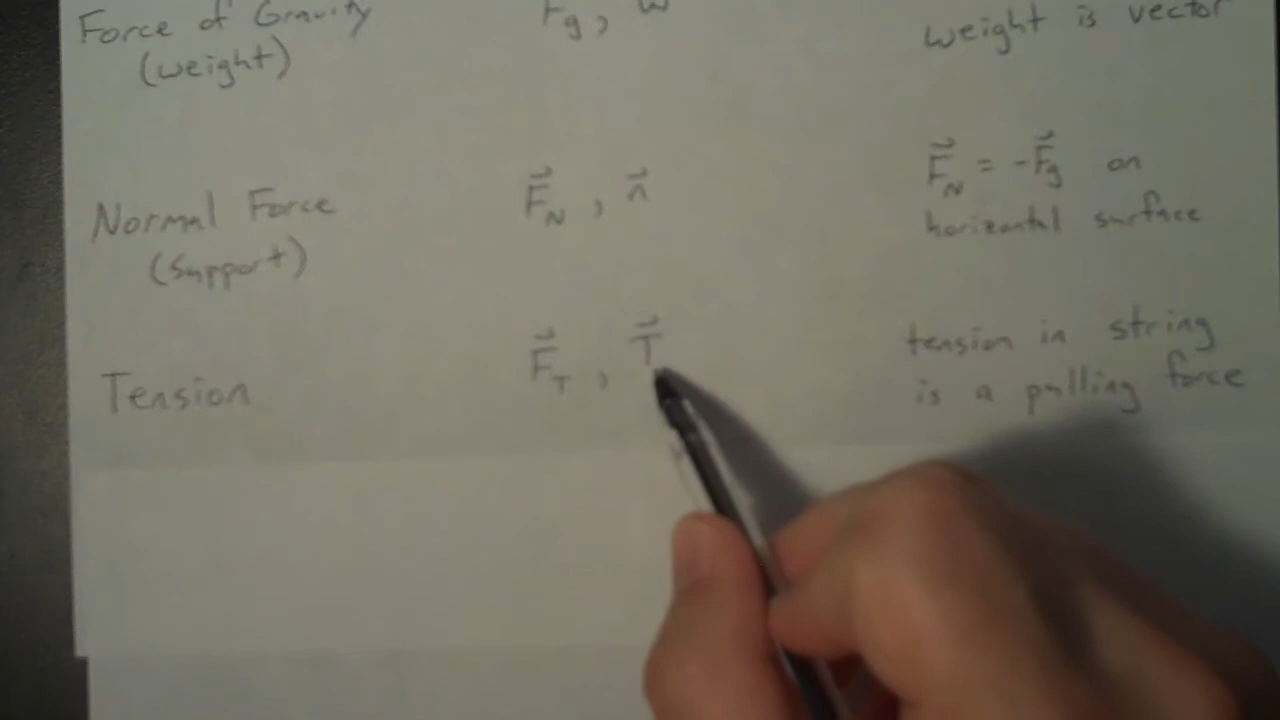 Force of Gravity
(weight)
F⃗g, w⃗
weight is vector
Normal Force
(Support)
F⃗N, n⃗
F⃗N = -F⃗g on
horizontal surface
Tension
F⃗T, T⃗
tension in string
is a pulling force